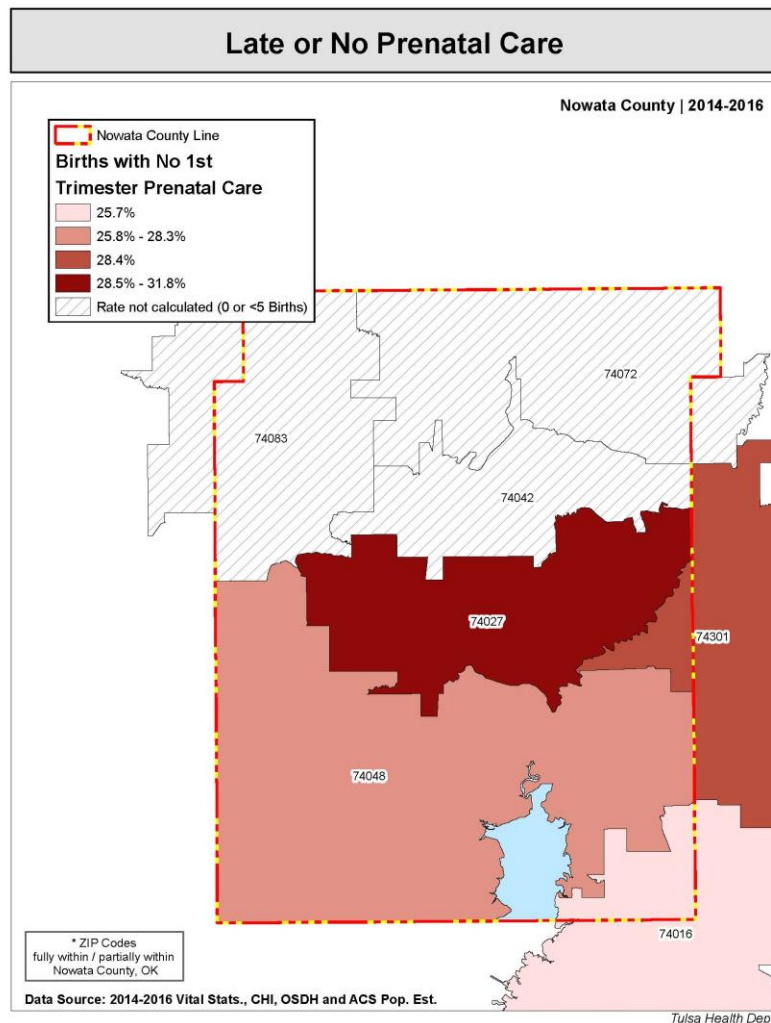 Late or No Prenatal Care
Nowata County | 2014-2016
Nowata County Line
Births with No 1st
Trimester Prenatal Care
25.7%
25.8% - 28.3%
28.4%
28.5% - 31.8%
Rate not calculated (0 or <5 Births)
74072
74083
74042
74027
74301
74048
74016
* ZIP Codes
fully within / partially within
Nowata County, OK
Data Source: 2014-2016 Vital Stats., CHI, OSDH and ACS Pop. Est.
Tulsa Health Dep